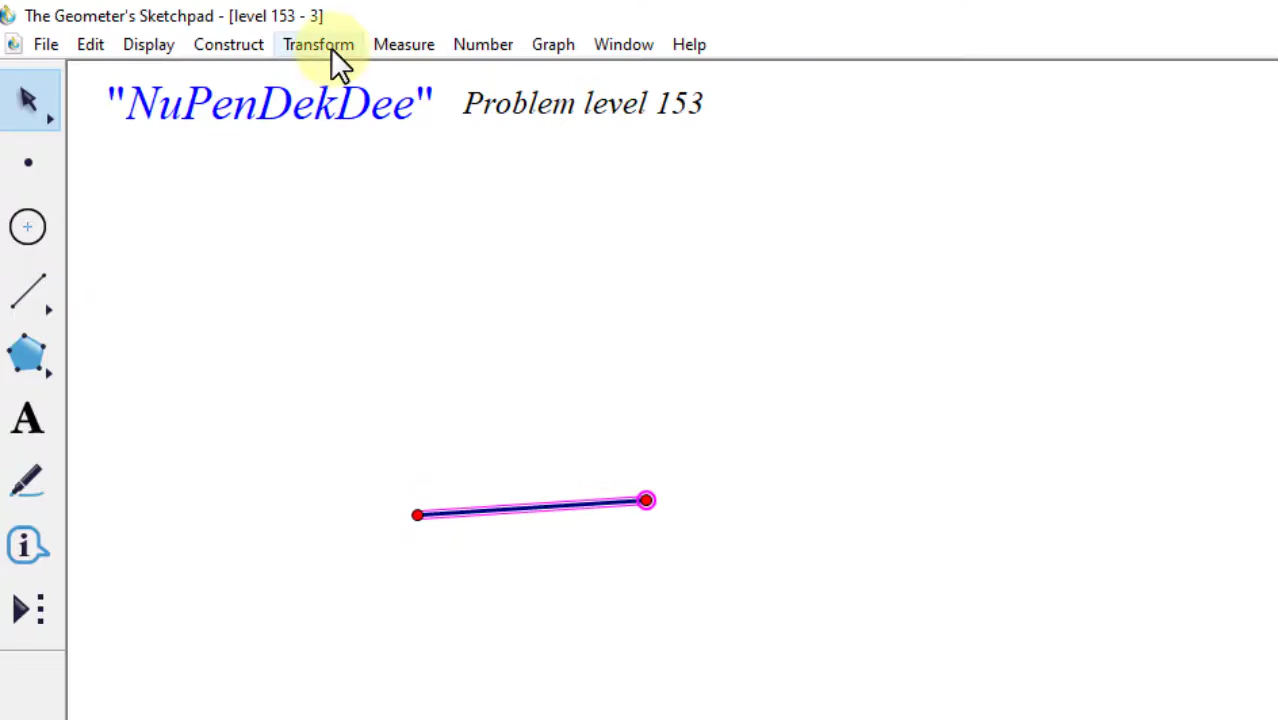 The Geometer's Sketchpad - [level 153 - 3]
File Edit Display Construct Transform Measure Number Graph Window Help
"NuPenDekDee" Problem level 153
A
i